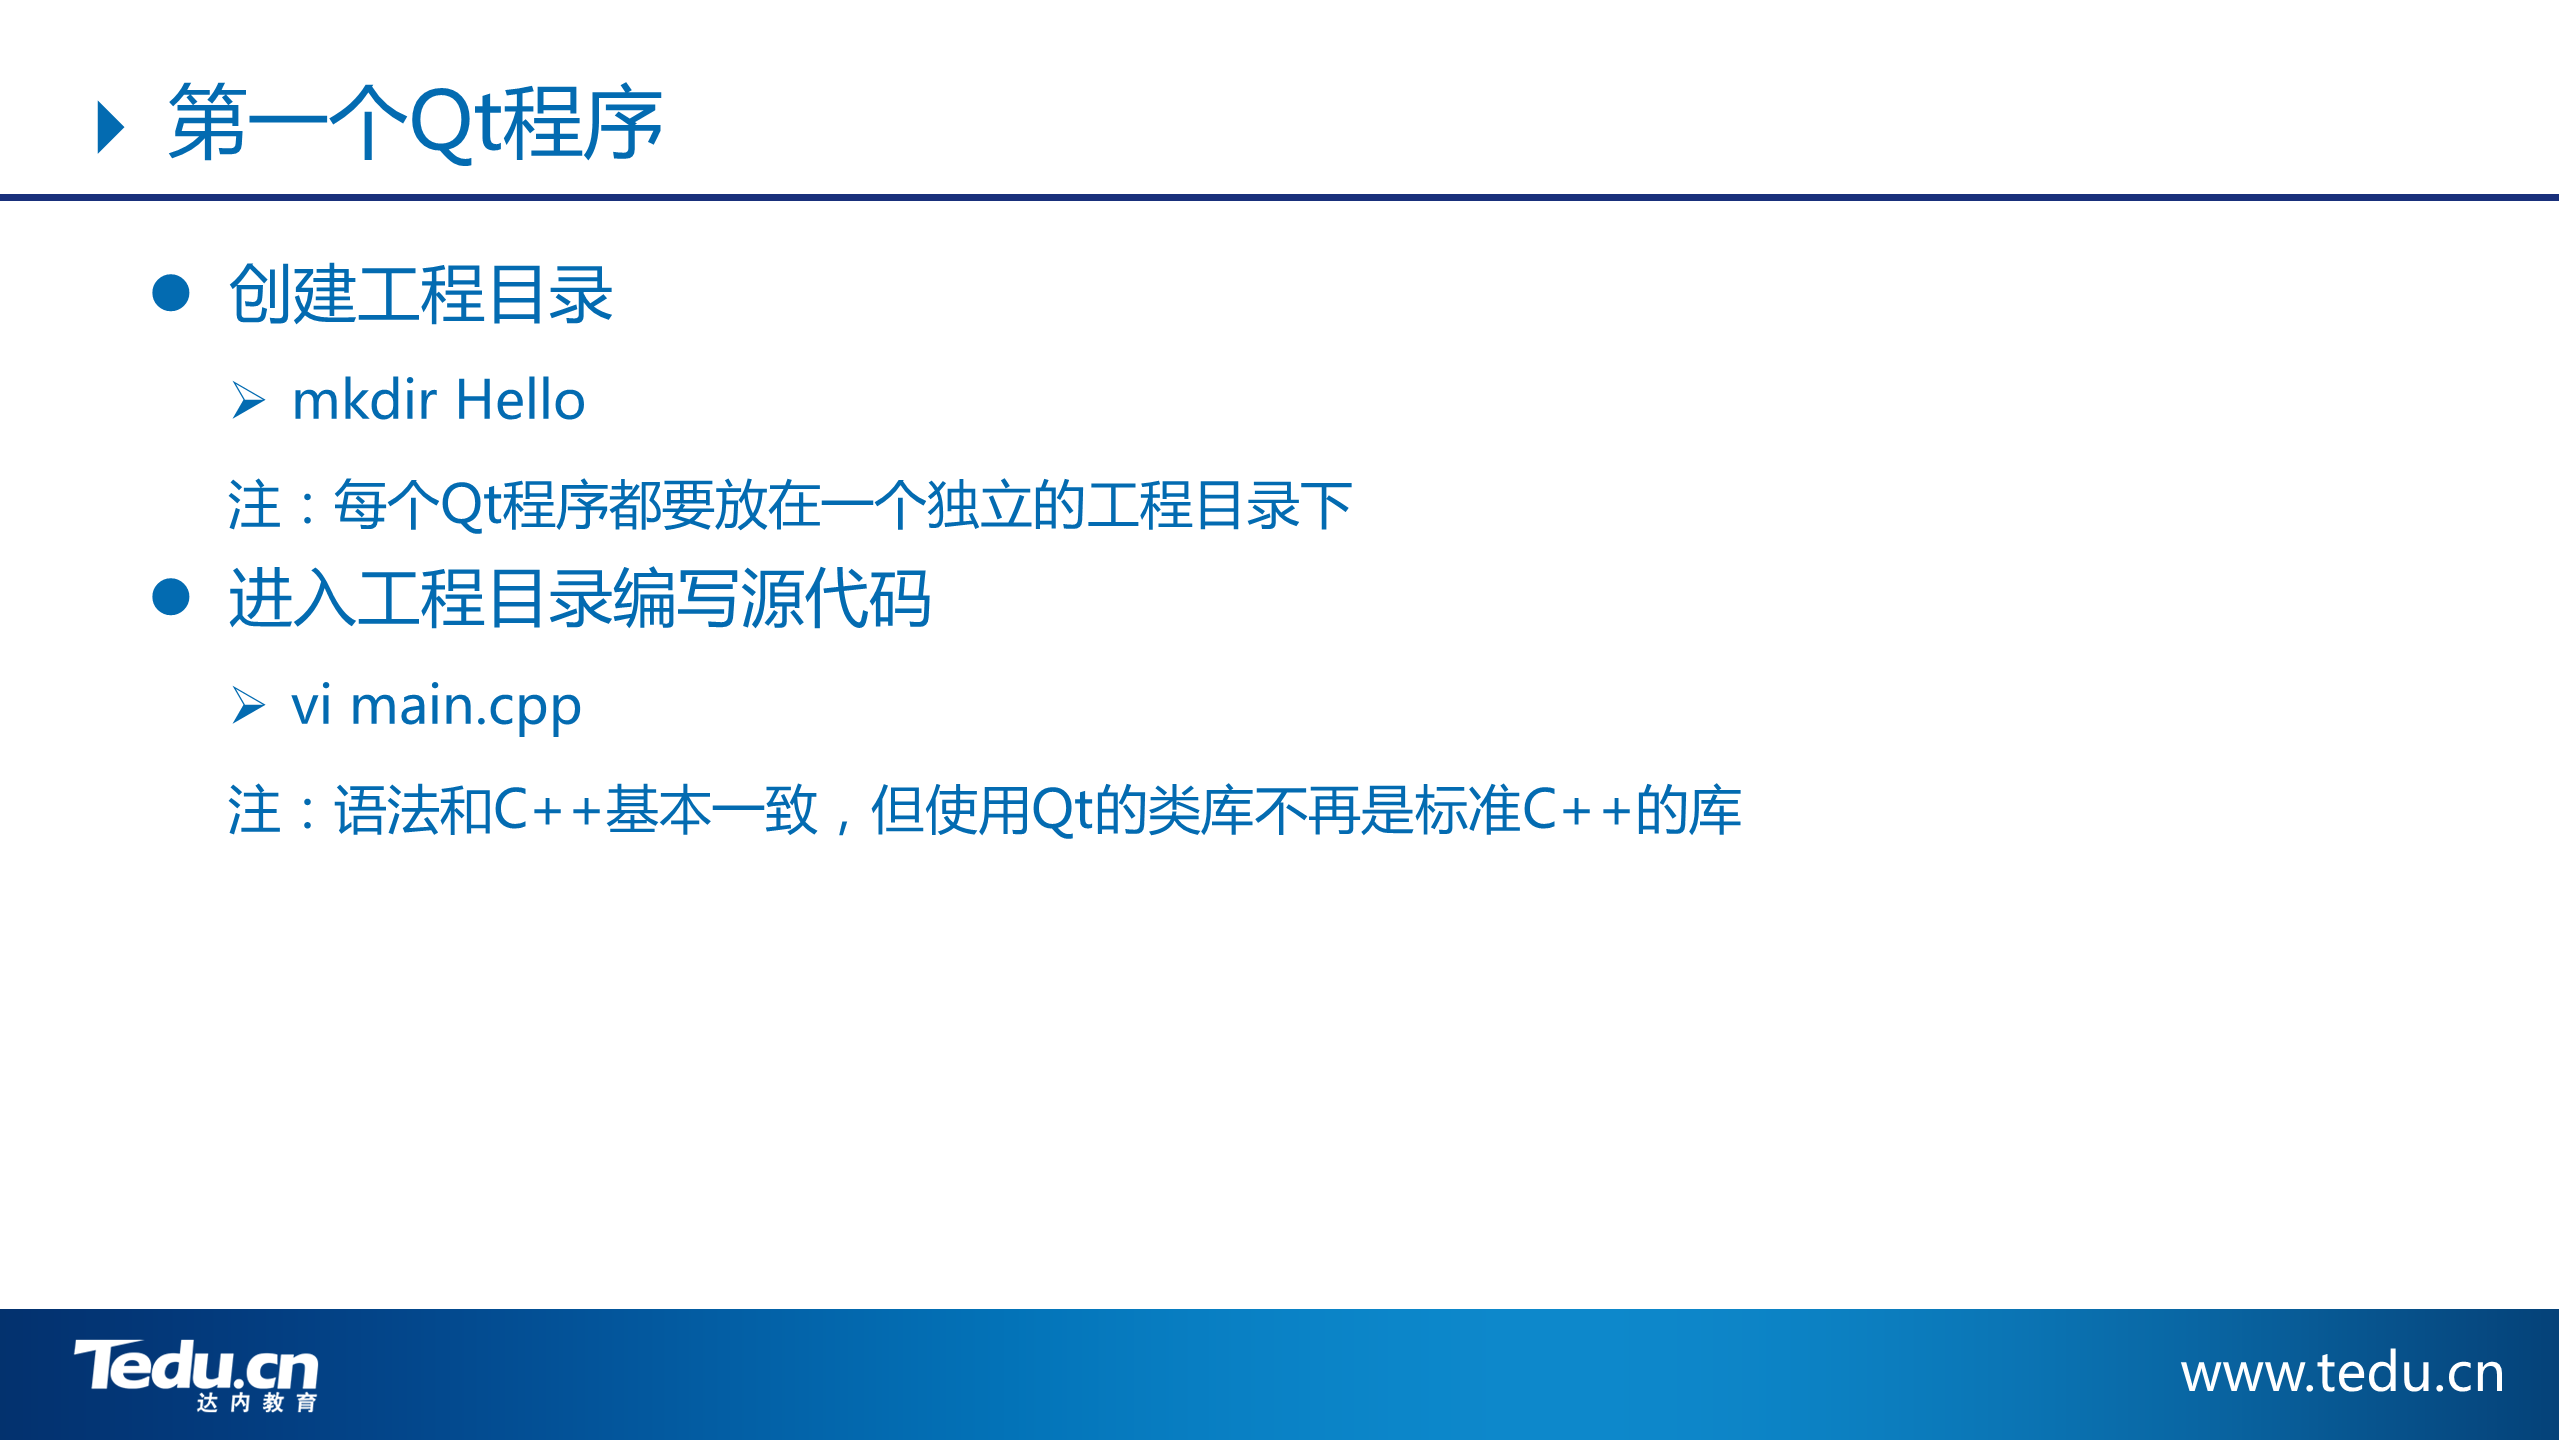 第一个Qt程序
创建工程目录
mkdir Hello
注：每个Qt程序都要放在一个独立的工程目录下
进入工程目录编写源代码
vi main.cpp
注：语法和C++基本一致，但使用Qt的类库不再是标准C++的库
Tedu.cn
达内教育
www.tedu.cn